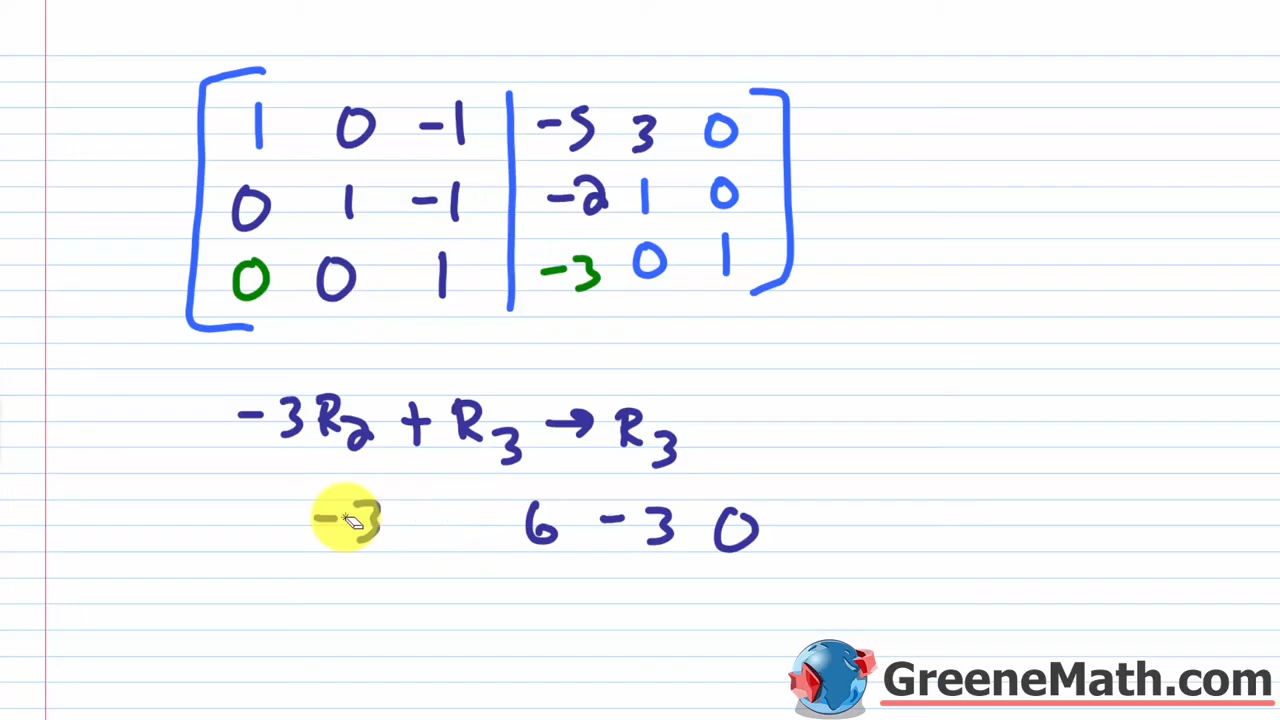 1 0 -1 | -5 3 0
0 1 -1 | -2 1 0
0 0 1 | -3 0 1
-3R₂ + R₃ → R₃
-3 6 -3 0
GreeneMath.com